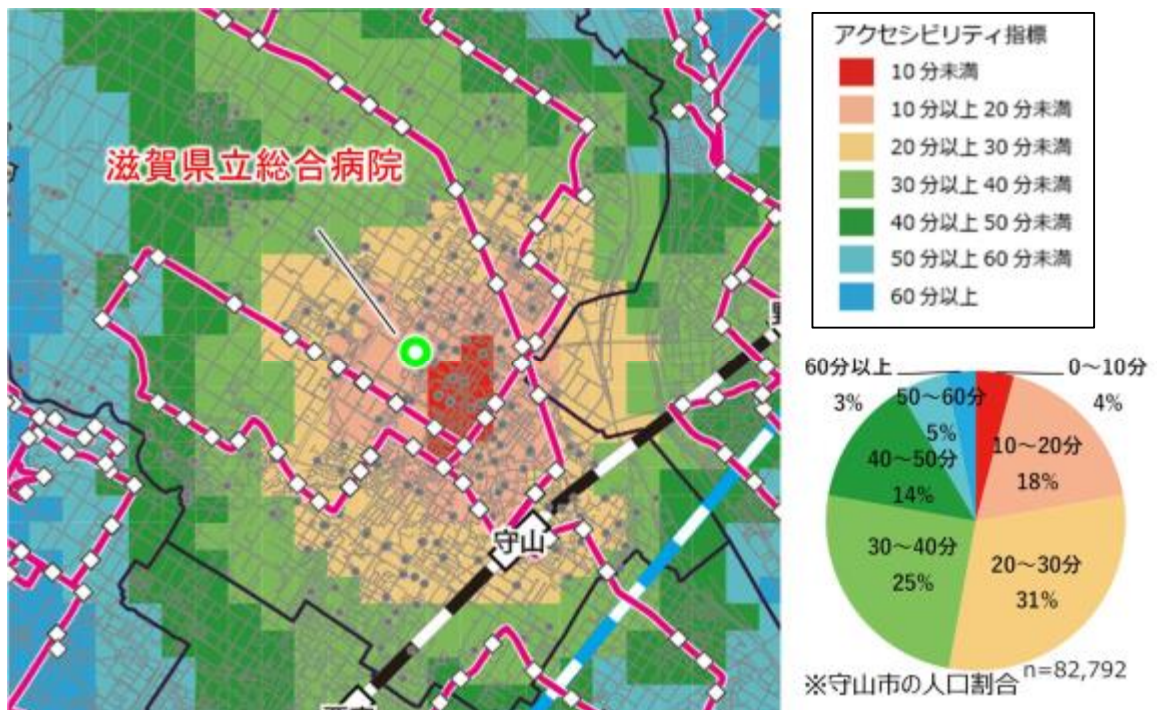 滋賀県立総合病院
守山
アクセシビリティ指標
10分未満
10分以上20分未満
20分以上30分未満
30分以上40分未満
40分以上50分未満
50分以上60分未満
60分以上
60分以上
3%
50~60分
5%
0~10分
4%
10~20分
18%
40~50分
14%
30~40分
25%
20~30分
31%
n=82,792
※守山市の人口割合